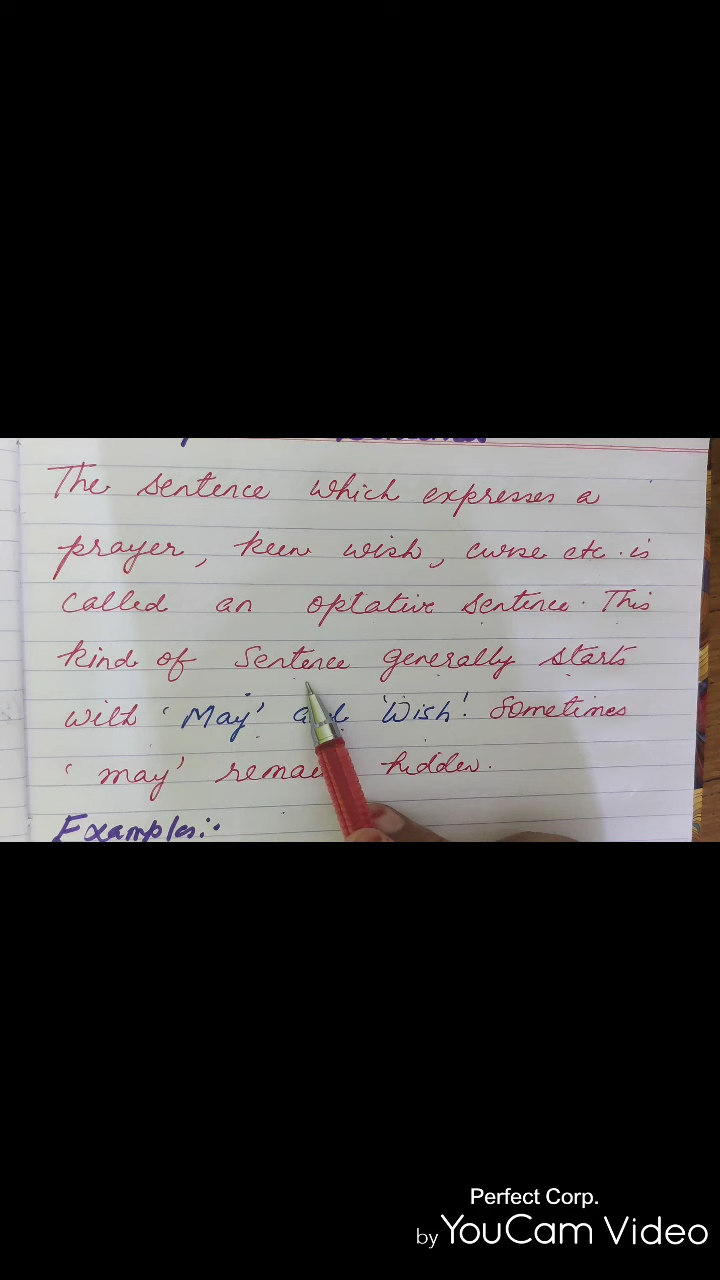 The sentence which expresses a
prayer, keen wish, curse etc. is
called an optative sentence. This
kind of Sentence generally starts
with 'May' and 'Wish'. Sometimes
'may' remain hidden.
Examples:-
Perfect Corp.
by YouCam Video